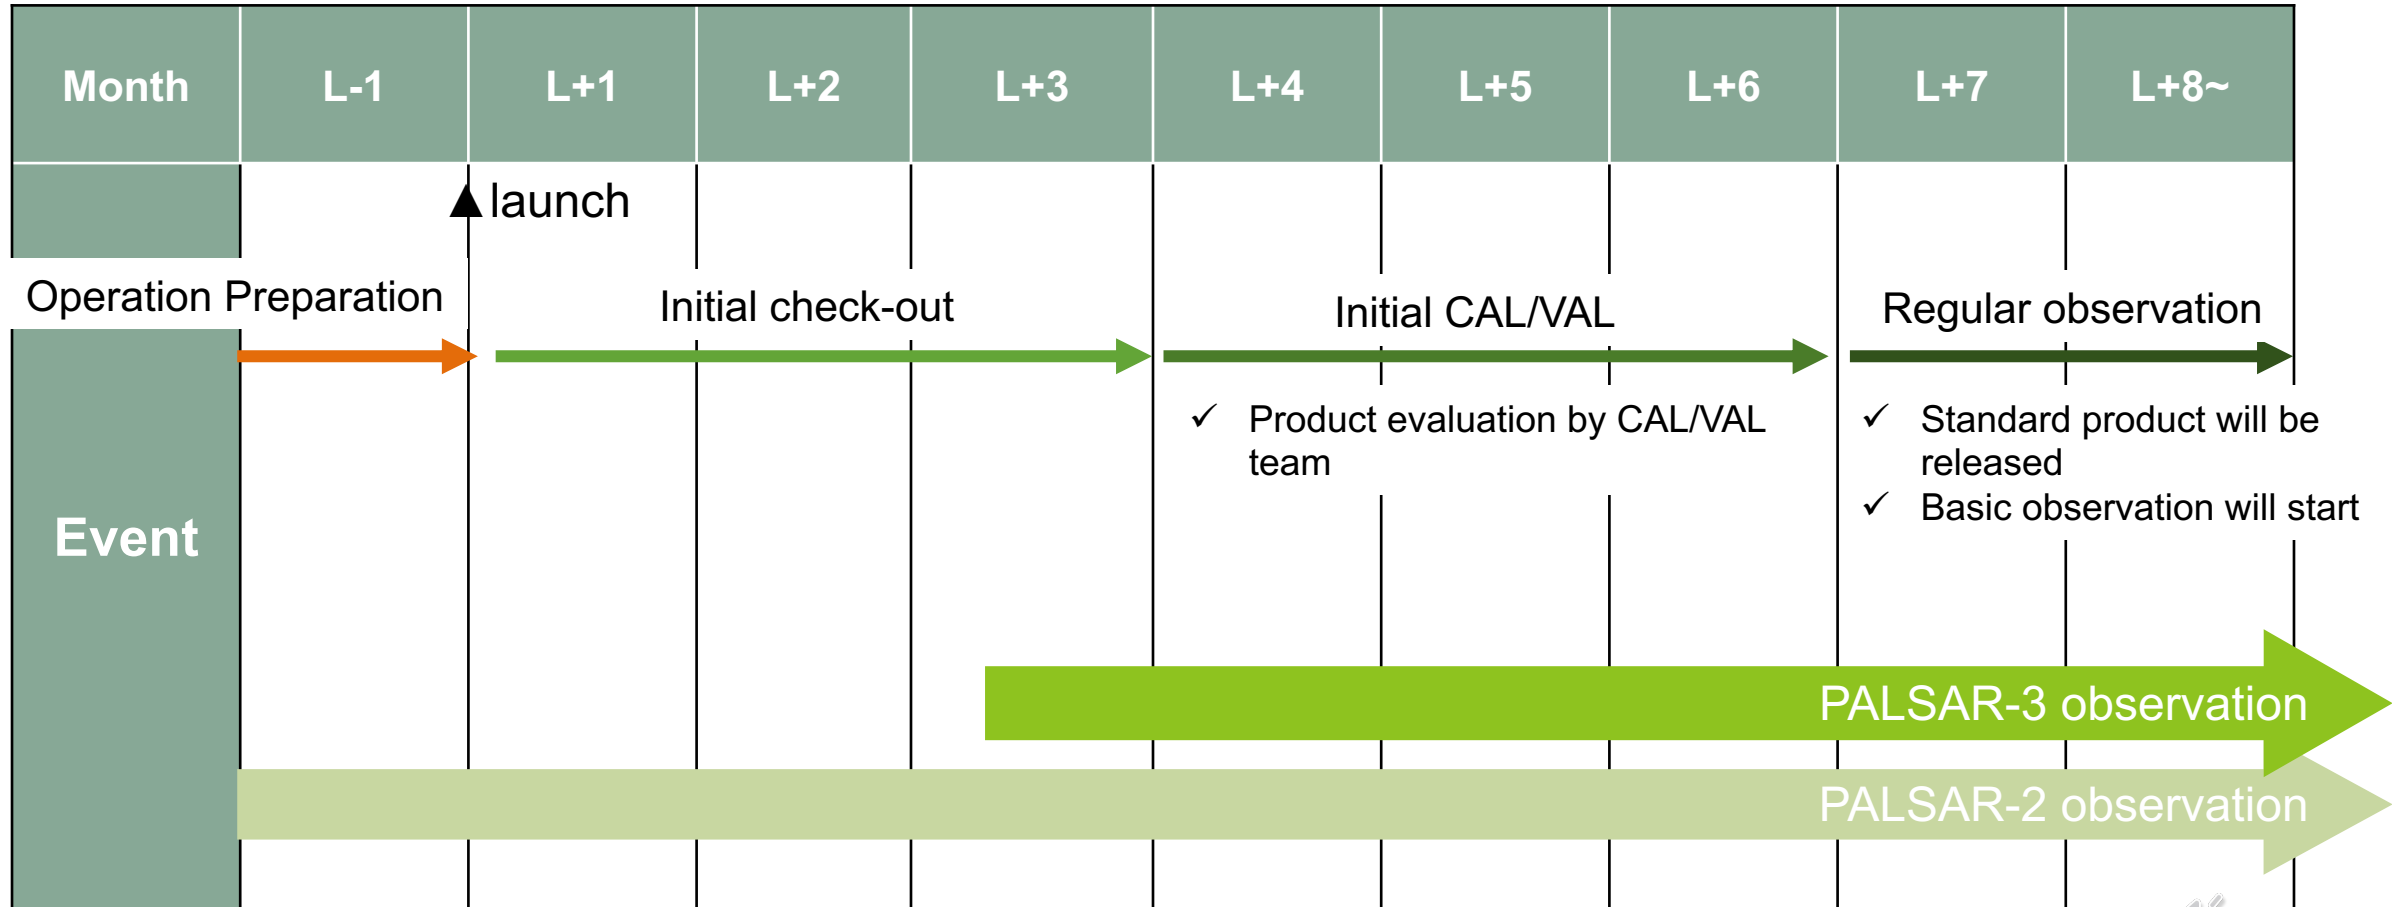 Month L-1 L+1 L+2 L+3 L+4 L+5 L+6 L+7 L+8~
▲launch
Operation Preparation
Initial check-out
Initial CAL/VAL
Regular observation
✓ Product evaluation by CAL/VAL
team
✓ Standard product will be
released
✓ Basic observation will start
Event
PALSAR-3 observation
PALSAR-2 observation